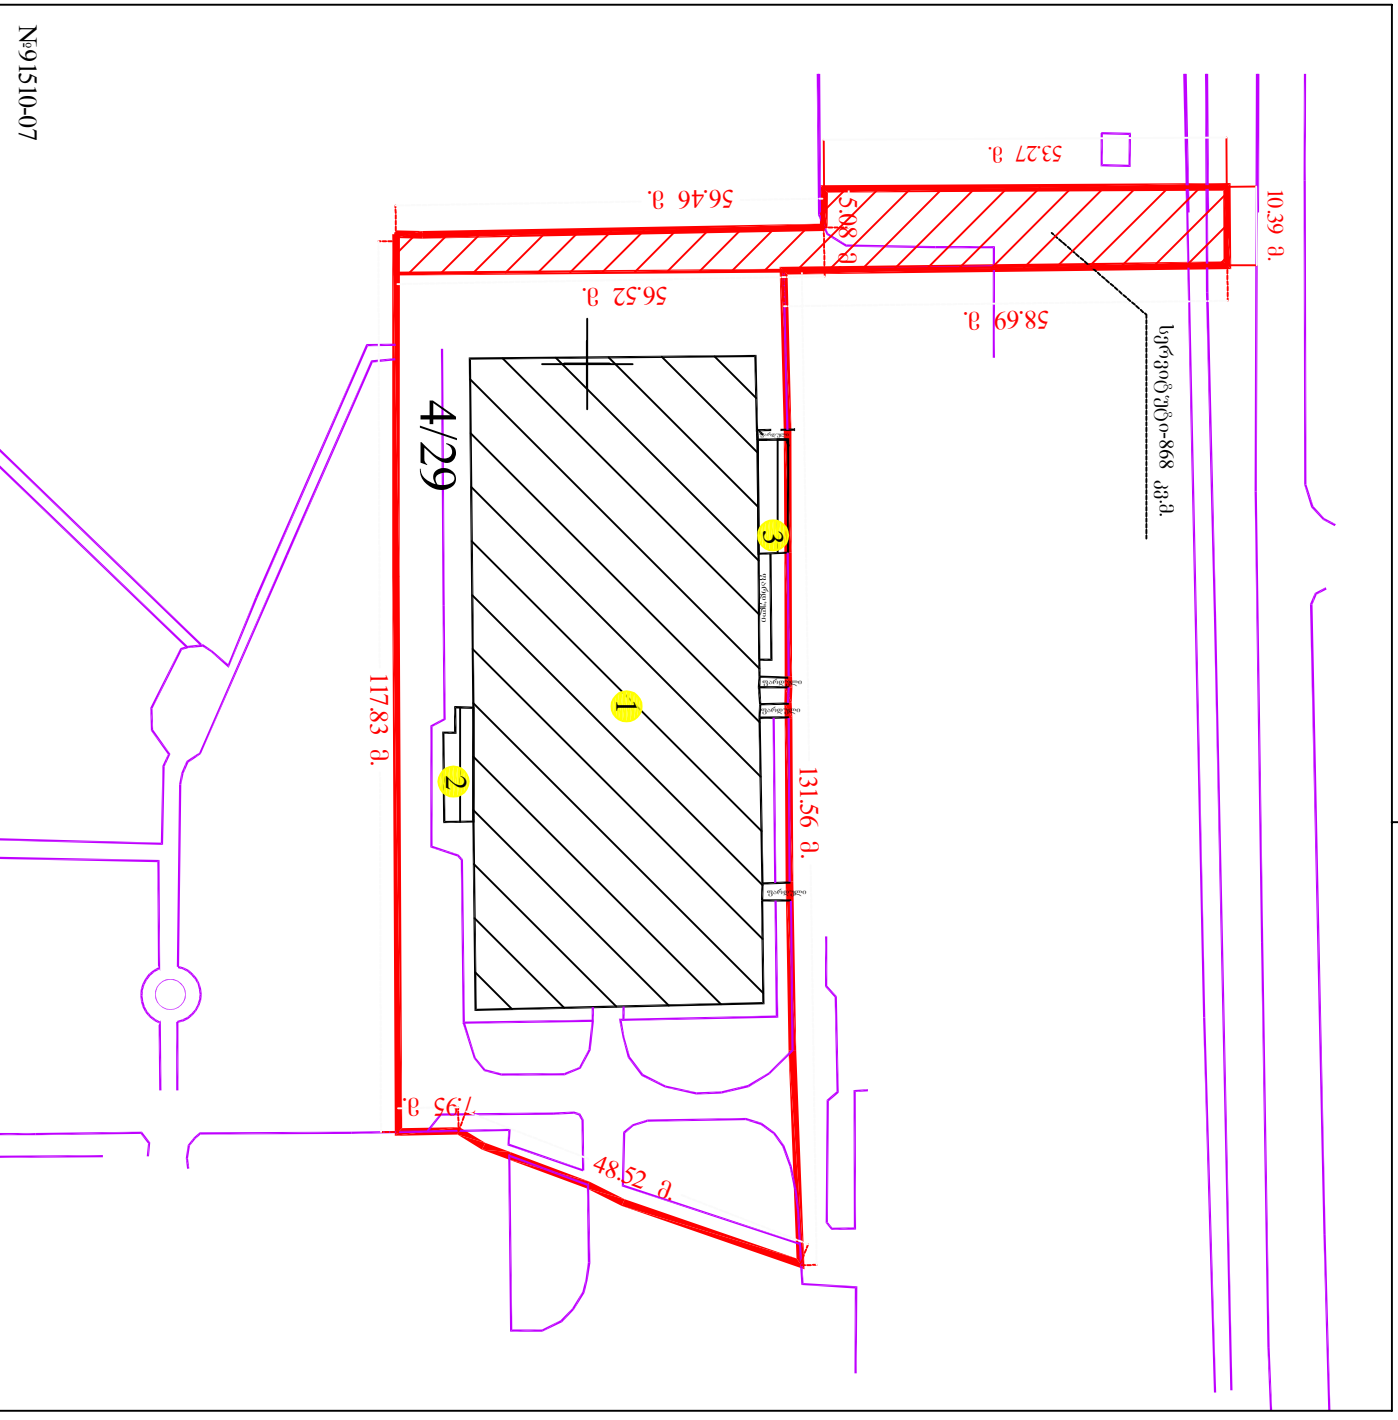 №91510-07
53.27 მ.
10.39 მ.
56.46 მ.
5.08 მ
56.52 მ.
58.69 მ.
სერვიტუტი-868 კვ.მ.
4/29
3
1
117.83 მ.
2
131.56 მ.
7.95 მ.
48.52 მ.